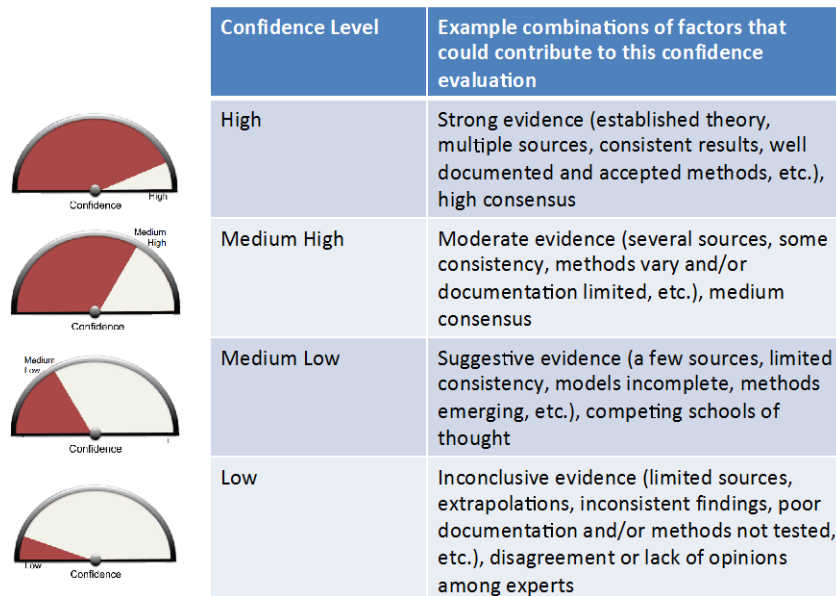 Confidence Level
Example combinations of factors that
could contribute to this confidence
evaluation
High
Confidence
High
Strong evidence (established theory,
multiple sources, consistent results, well
documented and accepted methods, etc.),
high consensus
Medium
High
Confidence
Medium High
Moderate evidence (several sources, some
consistency, methods vary and/or
documentation limited, etc.), medium
consensus
Medium
Low
Confidence
Medium Low
Suggestive evidence (a few sources, limited
consistency, models incomplete, methods
emerging, etc.), competing schools of
thought
Low
Confidence
Low
Inconclusive evidence (limited sources,
extrapolations, inconsistent findings, poor
documentation and/or methods not tested,
etc.), disagreement or lack of opinions
among experts